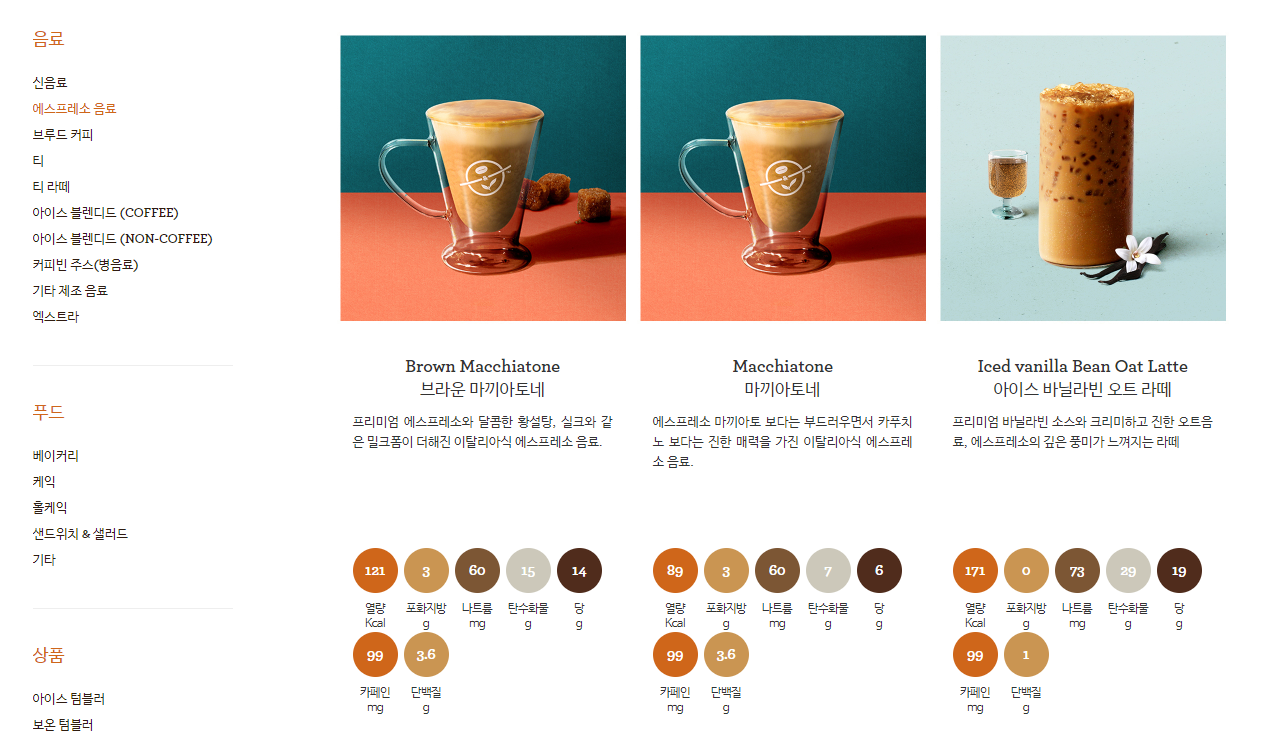 음료
신음료
에스프레소 음료
브루드 커피
티
티 라떼
아이스 블렌디드 (COFFEE)
아이스 블렌디드 (NON-COFFEE)
커피빈 주스(병음료)
기타 제조 음료
엑스트라
푸드
베이커리
케익
홀케익
샌드위치 & 샐러드
기타
상품
아이스 텀블러
보온 텀블러
Brown Macchiatone
브라운 마끼아토네
프리미엄 에스프레소와 달콤한 황설탕, 실크와 같
은 밀크폼이 더해진 이탈리아식 에스프레소 음료.
121 3 60 15 14
열량 포화지방 나트륨 탄수화물 당
Kcal g mg g g
99 3.6
카페인 단백질
mg g
Macchiatone
마끼아토네
에스프레소 마끼아토 보다는 부드러우면서 카푸치
노 보다는 진한 매력을 가진 이탈리아식 에스프레
소 음료.
89 3 60 7 6
열량 포화지방 나트륨 탄수화물 당
Kcal g mg g g
99 3.6
카페인 단백질
mg g
Iced vanilla Bean Oat Latte
아이스 바닐라빈 오트 라떼
프리미엄 바닐라빈 소스와 크리미하고 진한 오트음
료, 에스프레소의 깊은 풍미가 느껴지는 라떼
171 0 73 29 19
열량 포화지방 나트륨 탄수화물 당
Kcal g mg g g
99 1
카페인 단백질
mg g